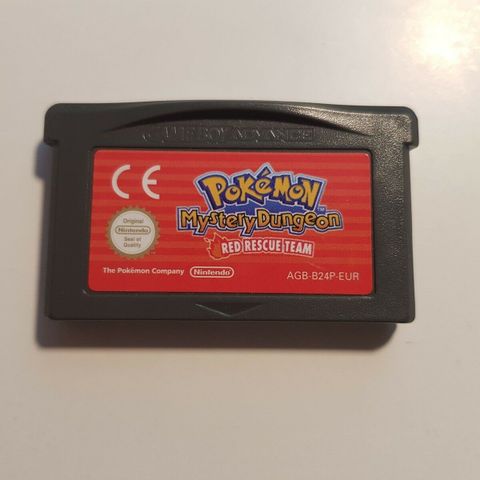 GAME BOY ADVANCE
CE
POKéMON
Mystery Dungeon
RED RESCUE TEAM
Original
Nintendo
Seal of
Quality
The Pokémon Company
Nintendo
AGB-B24P-EUR